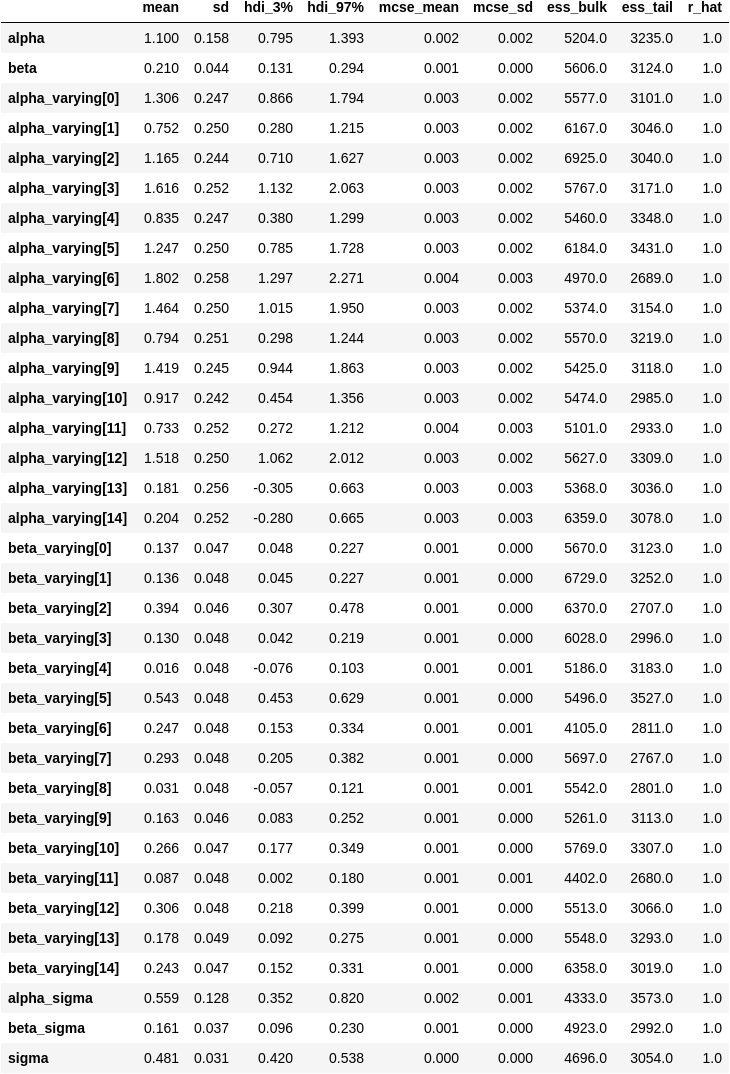 mean sd hdi_3% hdi_97% mcse_mean mcse_sd ess_bulk ess_tail r_hat
alpha 1.100 0.158 0.795 1.393 0.002 0.002 5204.0 3235.0 1.0
beta 0.210 0.044 0.131 0.294 0.001 0.000 5606.0 3124.0 1.0
alpha_varying[0] 1.306 0.247 0.866 1.794 0.003 0.002 5577.0 3101.0 1.0
alpha_varying[1] 0.752 0.250 0.280 1.215 0.003 0.002 6167.0 3046.0 1.0
alpha_varying[2] 1.165 0.244 0.710 1.627 0.003 0.002 6925.0 3040.0 1.0
alpha_varying[3] 1.616 0.252 1.132 2.063 0.003 0.002 5767.0 3171.0 1.0
alpha_varying[4] 0.835 0.247 0.380 1.299 0.003 0.002 5460.0 3348.0 1.0
alpha_varying[5] 1.247 0.250 0.785 1.728 0.003 0.002 6184.0 3431.0 1.0
alpha_varying[6] 1.802 0.258 1.297 2.271 0.004 0.003 4970.0 2689.0 1.0
alpha_varying[7] 1.464 0.250 1.015 1.950 0.003 0.002 5374.0 3154.0 1.0
alpha_varying[8] 0.794 0.251 0.298 1.244 0.003 0.002 5570.0 3219.0 1.0
alpha_varying[9] 1.419 0.245 0.944 1.863 0.003 0.002 5425.0 3118.0 1.0
alpha_varying[10] 0.917 0.242 0.454 1.356 0.003 0.002 5474.0 2985.0 1.0
alpha_varying[11] 0.733 0.252 0.272 1.212 0.004 0.003 5101.0 2933.0 1.0
alpha_varying[12] 1.518 0.250 1.062 2.012 0.003 0.002 5627.0 3309.0 1.0
alpha_varying[13] 0.181 0.256 -0.305 0.663 0.003 0.003 5368.0 3036.0 1.0
alpha_varying[14] 0.204 0.252 -0.280 0.665 0.003 0.003 6359.0 3078.0 1.0
beta_varying[0] 0.137 0.047 0.048 0.227 0.001 0.000 5670.0 3123.0 1.0
beta_varying[1] 0.136 0.048 0.045 0.227 0.001 0.000 6729.0 3252.0 1.0
beta_varying[2] 0.394 0.046 0.307 0.478 0.001 0.000 6370.0 2707.0 1.0
beta_varying[3] 0.130 0.048 0.042 0.219 0.001 0.000 6028.0 2996.0 1.0
beta_varying[4] 0.016 0.048 -0.076 0.103 0.001 0.001 5186.0 3183.0 1.0
beta_varying[5] 0.543 0.048 0.453 0.629 0.001 0.000 5496.0 3527.0 1.0
beta_varying[6] 0.247 0.048 0.153 0.334 0.001 0.001 4105.0 2811.0 1.0
beta_varying[7] 0.293 0.048 0.205 0.382 0.001 0.000 5697.0 2767.0 1.0
beta_varying[8] 0.031 0.048 -0.057 0.121 0.001 0.001 5542.0 2801.0 1.0
beta_varying[9] 0.163 0.046 0.083 0.252 0.001 0.000 5261.0 3113.0 1.0
beta_varying[10] 0.266 0.047 0.177 0.349 0.001 0.000 5769.0 3307.0 1.0
beta_varying[11] 0.087 0.048 0.002 0.180 0.001 0.001 4402.0 2680.0 1.0
beta_varying[12] 0.306 0.048 0.218 0.399 0.001 0.000 5513.0 3066.0 1.0
beta_varying[13] 0.178 0.049 0.092 0.275 0.001 0.000 5548.0 3293.0 1.0
beta_varying[14] 0.243 0.047 0.152 0.331 0.001 0.000 6358.0 3019.0 1.0
alpha_sigma 0.559 0.128 0.352 0.820 0.002 0.001 4333.0 3573.0 1.0
beta_sigma 0.161 0.037 0.096 0.230 0.001 0.000 4923.0 2992.0 1.0
sigma 0.481 0.031 0.420 0.538 0.000 0.000 4696.0 3054.0 1.0